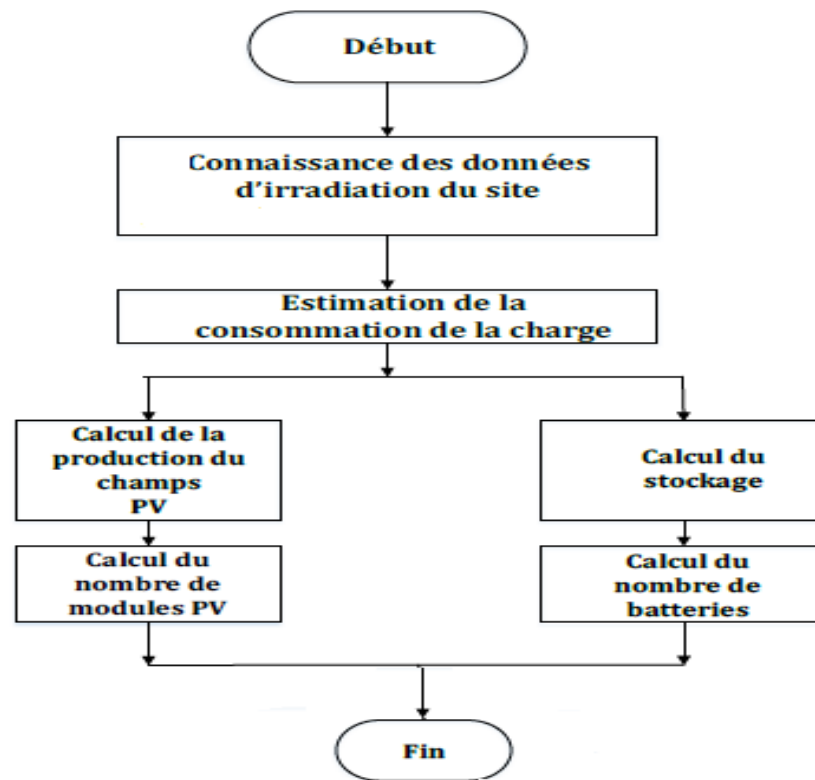 Début
Connaissance des données
d'irradiation du site
Estimation de la
consommation de la charge
Calcul de la
production du
champs
PV
Calcul du
stockage
Calcul du
nombre de
modules PV
Calcul du
nombre de
batteries
Fin